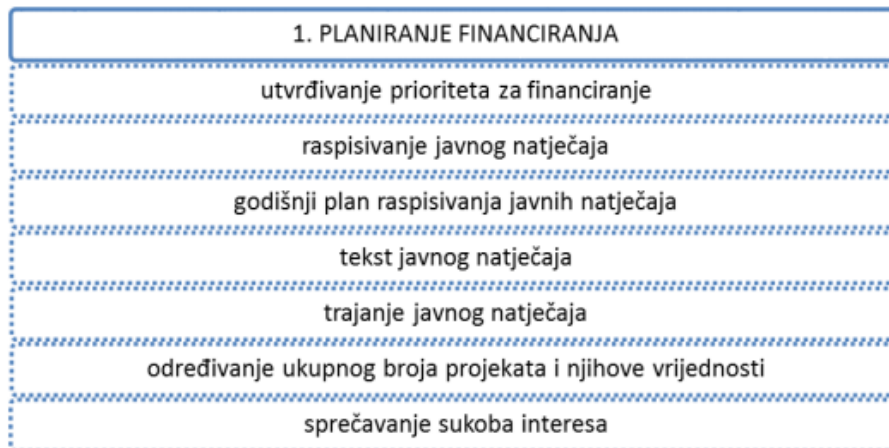 1. PLANIRANJE FINANCIRANJA
utvrđivanje prioriteta za financiranje
raspisivanje javnog natječaja
godišnji plan raspisivanja javnih natječaja
tekst javnog natječaja
trajanje javnog natječaja
određivanje ukupnog broja projekata i njihove vrijednosti
sprečavanje sukoba interesa